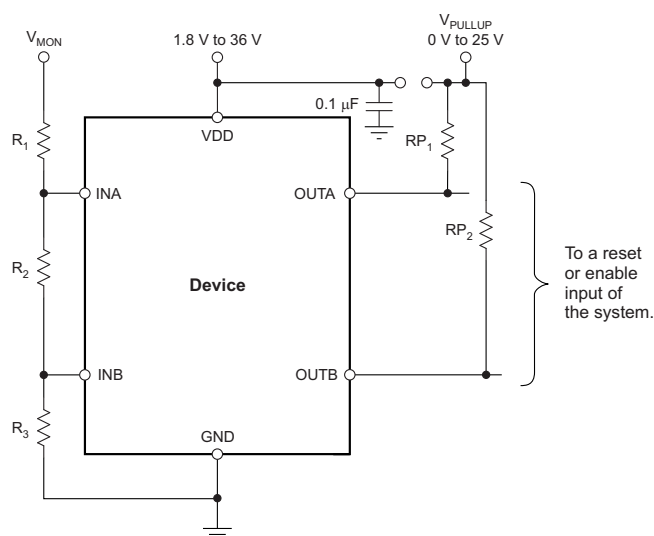 V_MON
1.8 V to 36 V
V_PULLUP
0 V to 25 V
0.1 µF
VDD
R_1
RP_1
INA
OUTA
RP_2
R_2
Device
To a reset
or enable
input of
the system.
INB
OUTB
R_3
GND